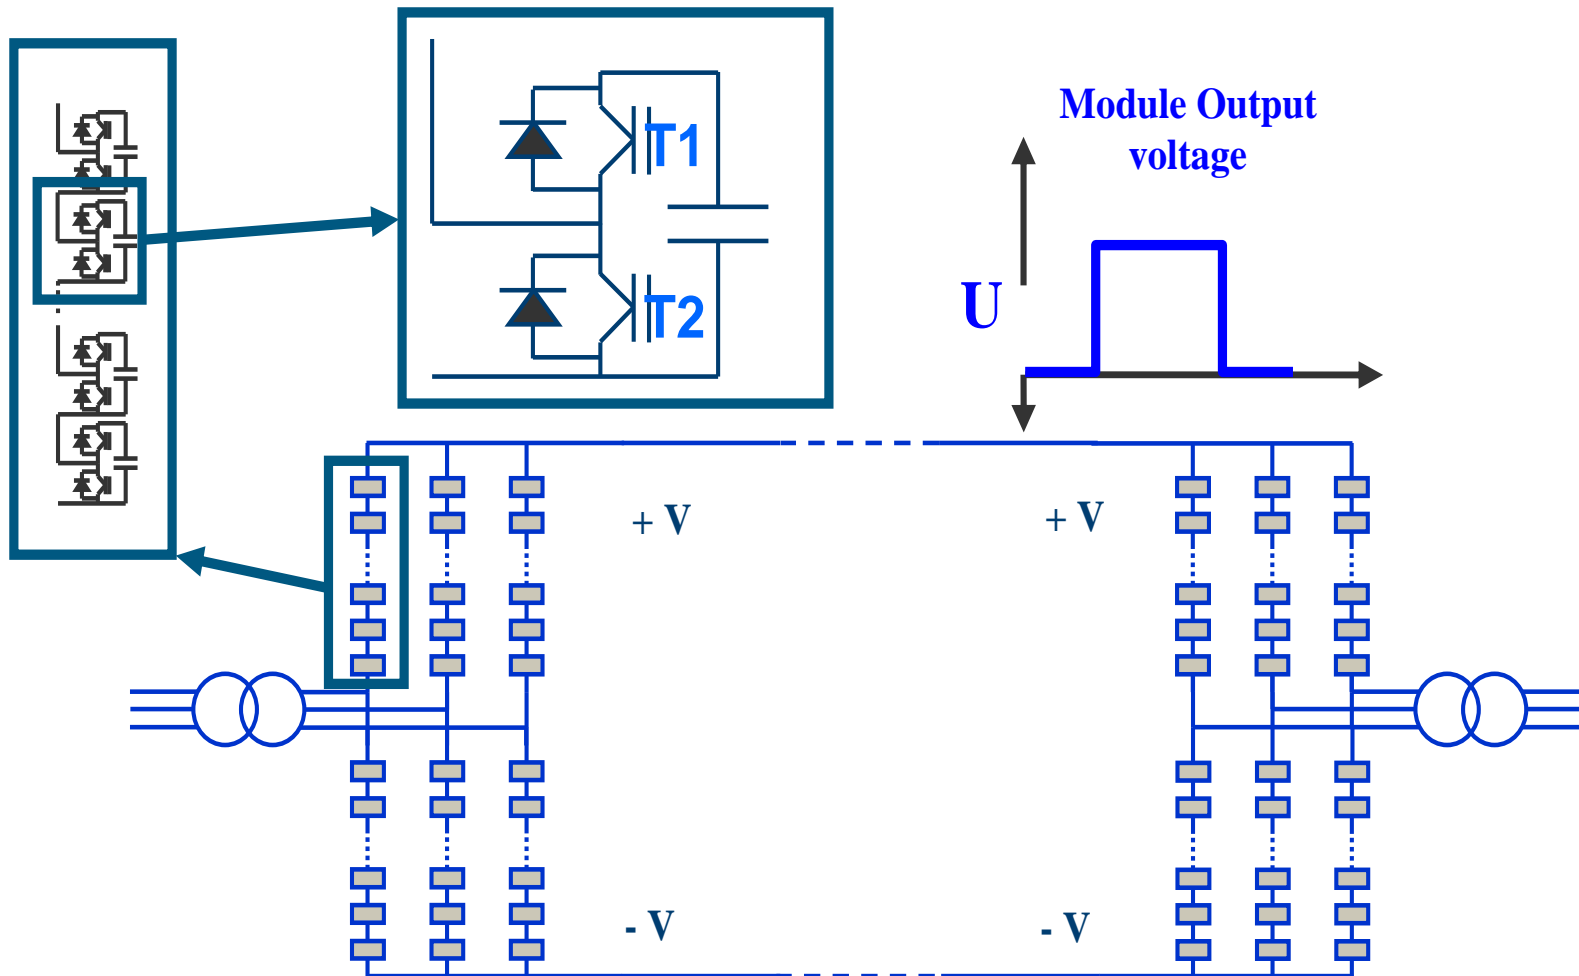 T1
T2
Module Output
voltage
U
+ V
+ V
- V
- V